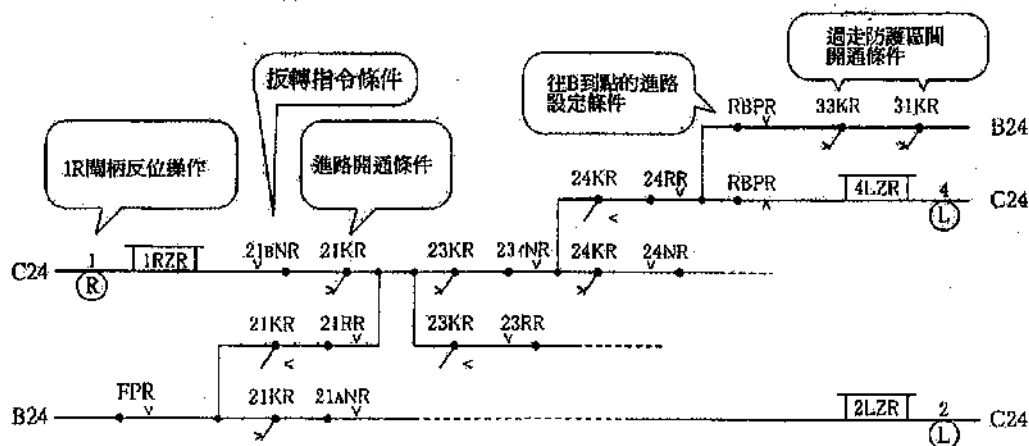 過走防護區間
開通條件
往B到點的進路
設定條件
扳轉指令條件
1R閘柄反位操作
進路開通條件
RBPR
33KR
31KR
B24
24KR
24RR
RBPR
4LZR
4
L
C24
C24
1
R
1RZR
21BNR
21KR
23KR
23ANR
24KR
24NR
21KR
21RR
23KR
23RR
B24
FPR
21KR
21ANR
2LZR
2
L
C24